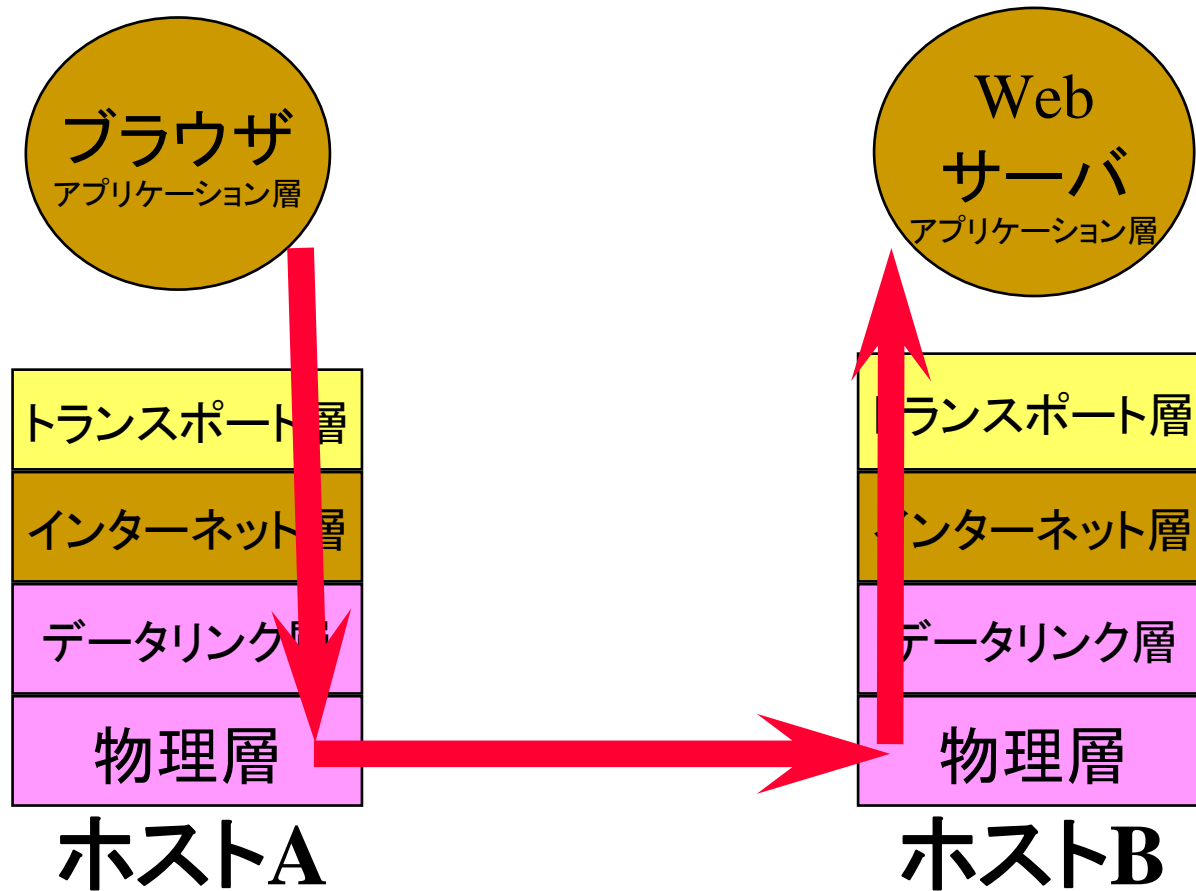 ブラウザ
アプリケーション層
トランスポート層
インターネット層
データリンク層
物理層
ホストA
Web
サーバ
アプリケーション層
トランスポート層
インターネット層
データリンク層
物理層
ホストB